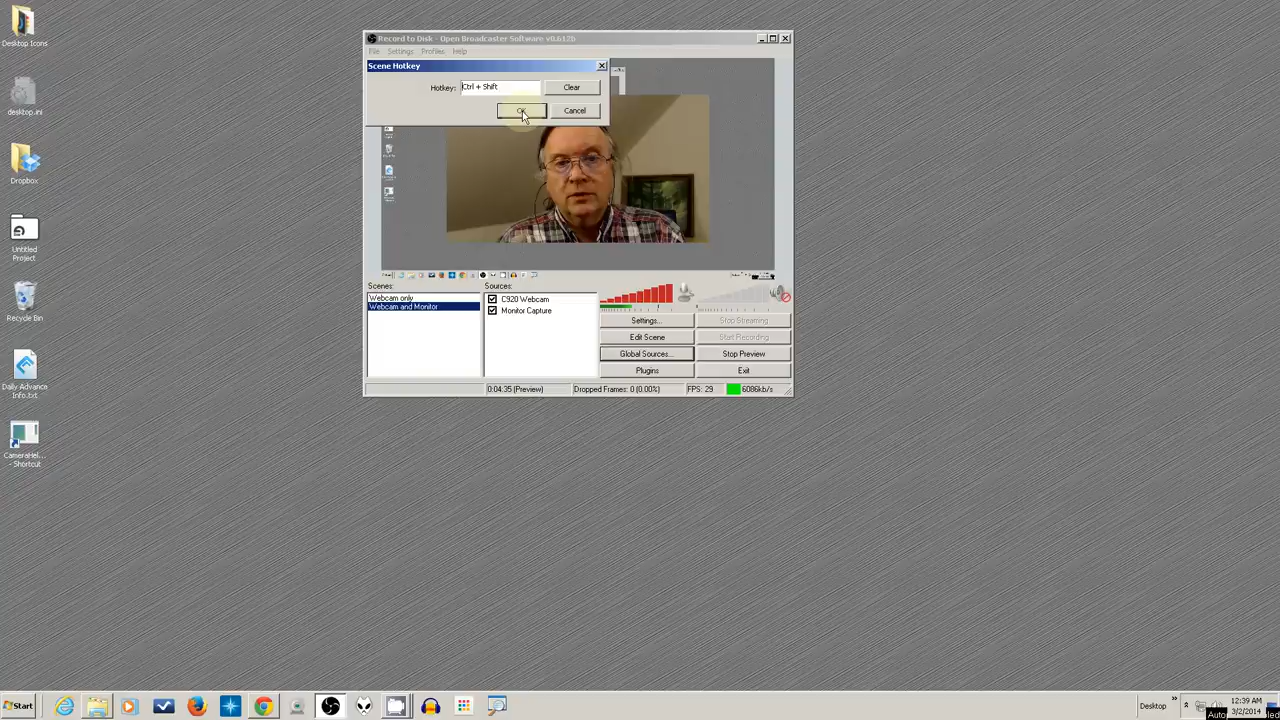 Desktop Icons
desktop.ini
Dropbox
Untitled
Project
Recycle Bin
Daily Advance
Info.txt
CameraHel...
- Shortcut
Record to Disk - Open Broadcaster Software v0.612b
File Settings Profiles Help
Scene Hotkey
Hotkey: Ctrl + Shift Clear
OK Cancel
Scenes:
Webcam only
Webcam and Monitor
Sources:
C920 Webcam
Monitor Capture
Settings... Stop Streaming
Edit Scene Start Recording
Global Sources... Stop Preview
Plugins Exit
0:04:35 (Preview) Dropped Frames: 0 (0.00%) FPS: 29 6086kb/s
Start
Desktop
12:39 AM
3/2/2014